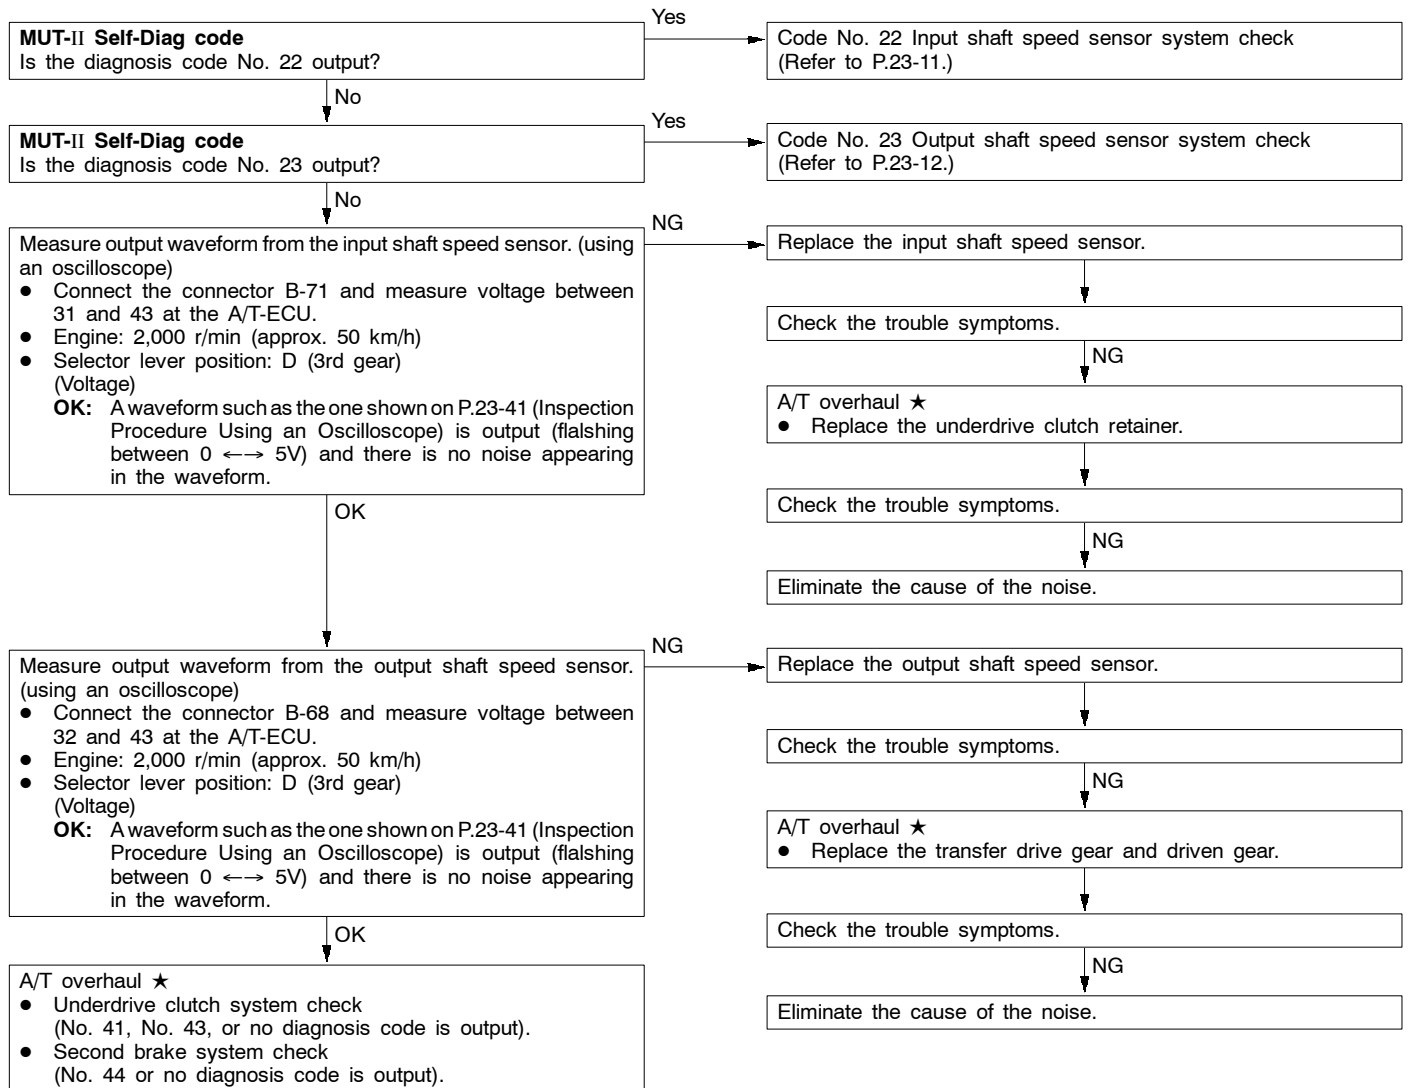 MUT-II Self-Diag code
Is the diagnosis code No. 22 output?
Yes
Code No. 22 Input shaft speed sensor system check
(Refer to P.23-11.)
No
MUT-II Self-Diag code
Is the diagnosis code No. 23 output?
Yes
Code No. 23 Output shaft speed sensor system check
(Refer to P.23-12.)
No
Measure output waveform from the input shaft speed sensor. (using
an oscilloscope)
● Connect the connector B-71 and measure voltage between
31 and 43 at the A/T-ECU.
● Engine: 2,000 r/min (approx. 50 km/h)
● Selector lever position: D (3rd gear)
(Voltage)
OK: A waveform such as the one shown on P.23-41 (Inspection
Procedure Using an Oscilloscope) is output (flalshing
between 0 ←→ 5V) and there is no noise appearing
in the waveform.
NG
Replace the input shaft speed sensor.
Check the trouble symptoms.
NG
A/T overhaul ★
● Replace the underdrive clutch retainer.
Check the trouble symptoms.
NG
Eliminate the cause of the noise.
OK
Measure output waveform from the output shaft speed sensor.
(using an oscilloscope)
● Connect the connector B-68 and measure voltage between
32 and 43 at the A/T-ECU.
● Engine: 2,000 r/min (approx. 50 km/h)
● Selector lever position: D (3rd gear)
(Voltage)
OK: A waveform such as the one shown on P.23-41 (Inspection
Procedure Using an Oscilloscope) is output (flalshing
between 0 ←→ 5V) and there is no noise appearing
in the waveform.
NG
Replace the output shaft speed sensor.
Check the trouble symptoms.
NG
A/T overhaul ★
● Replace the transfer drive gear and driven gear.
Check the trouble symptoms.
NG
Eliminate the cause of the noise.
OK
A/T overhaul ★
● Underdrive clutch system check
(No. 41, No. 43, or no diagnosis code is output).
● Second brake system check
(No. 44 or no diagnosis code is output).